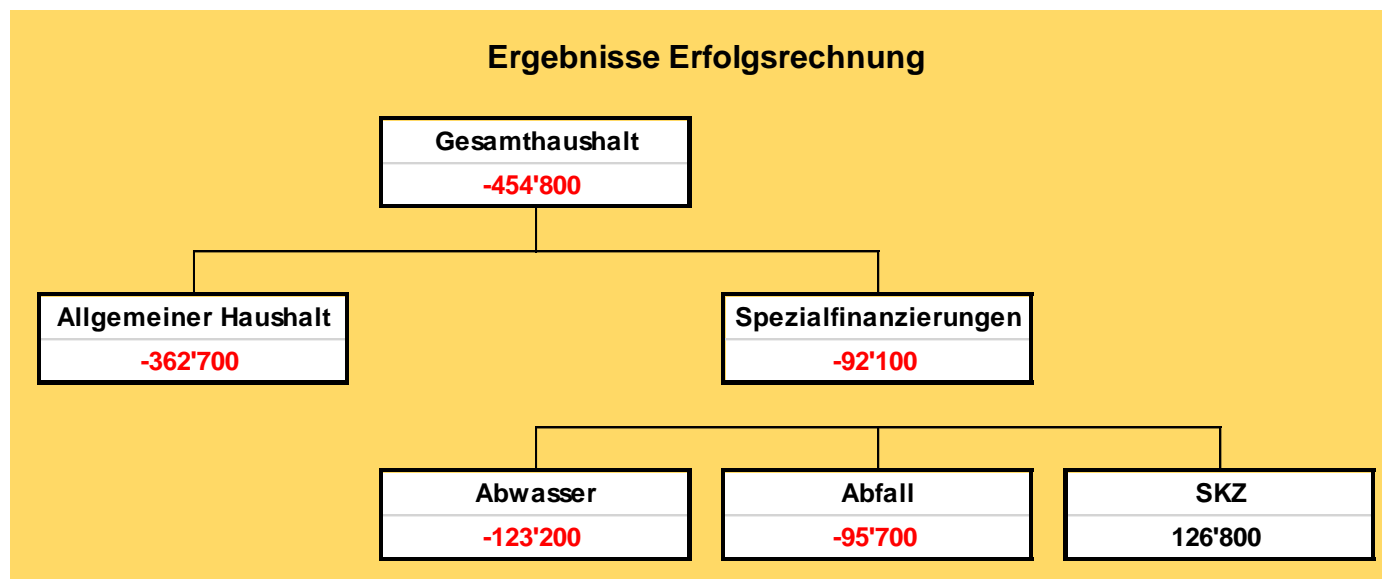 Ergebnisse Erfolgsrechnung
Gesamthaushalt
-454'800
Allgemeiner Haushalt
-362'700
Spezialfinanzierungen
-92'100
Abwasser
-123'200
Abfall
-95'700
SKZ
126'800